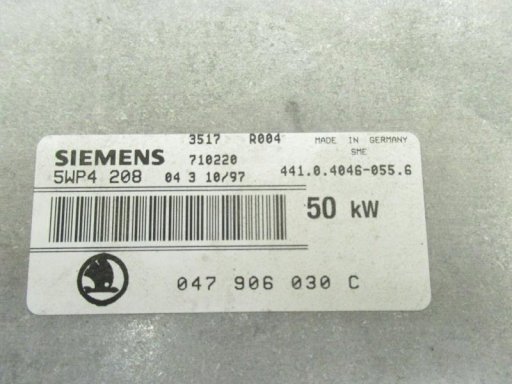 3517 R004 MADE IN GERMANY
SME
SIEMENS 710220
5WP4 208 04 3 10/97 441.0.4046-055.6
50 kW
047 906 030 C